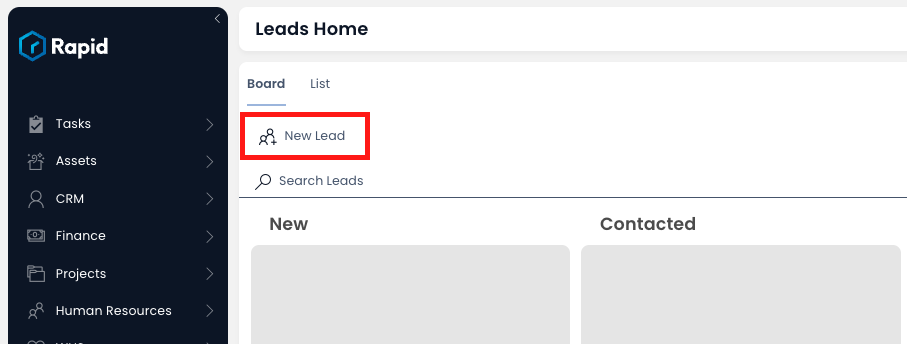 Rapid
Tasks
Assets
CRM
Finance
Projects
Human Resources
Leads Home
Board List
New Lead
Search Leads
New Contacted